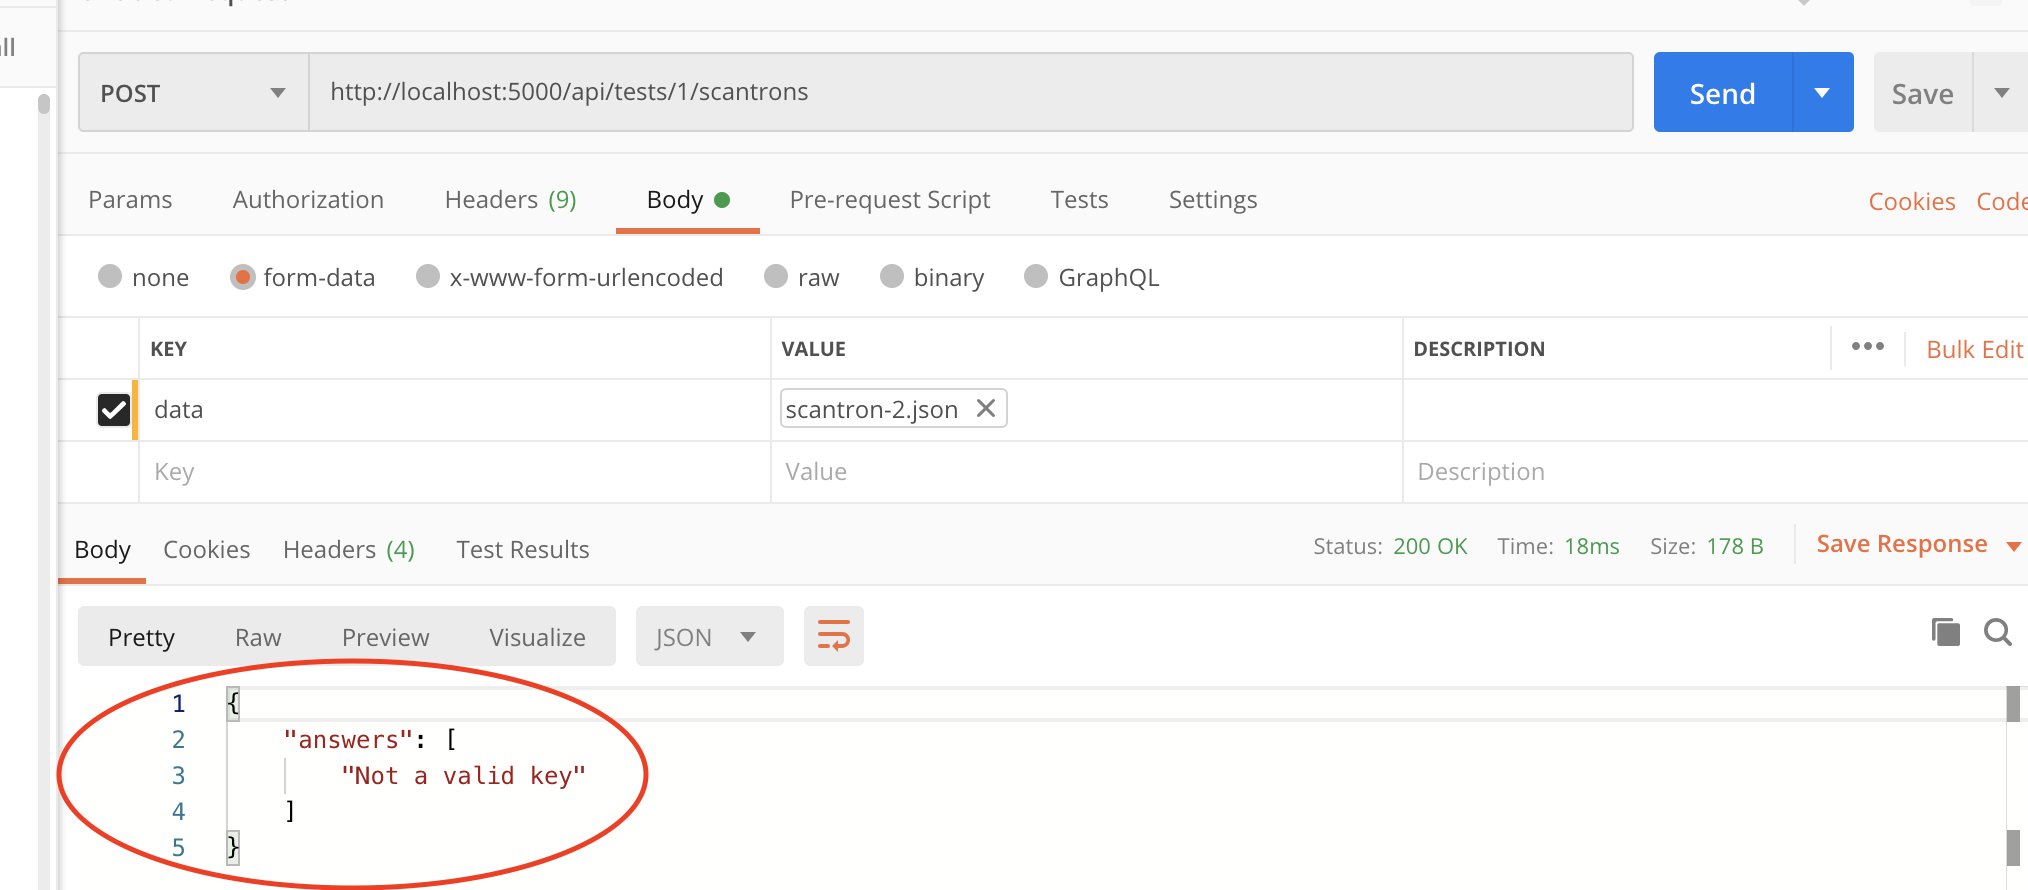 ll
POST http://localhost:5000/api/tests/1/scantrons Send Save
Params Authorization Headers (9) Body Pre-request Script Tests Settings Cookies Code
none form-data x-www-form-urlencoded raw binary GraphQL
KEY VALUE DESCRIPTION ••• Bulk Edit
data scantron-2.json
Key Value Description
Body Cookies Headers (4) Test Results Status: 200 OK Time: 18ms Size: 178 B Save Response
Pretty Raw Preview Visualize JSON
1 {
2 "answers": [
3 "Not a valid key"
4 ]
5 }